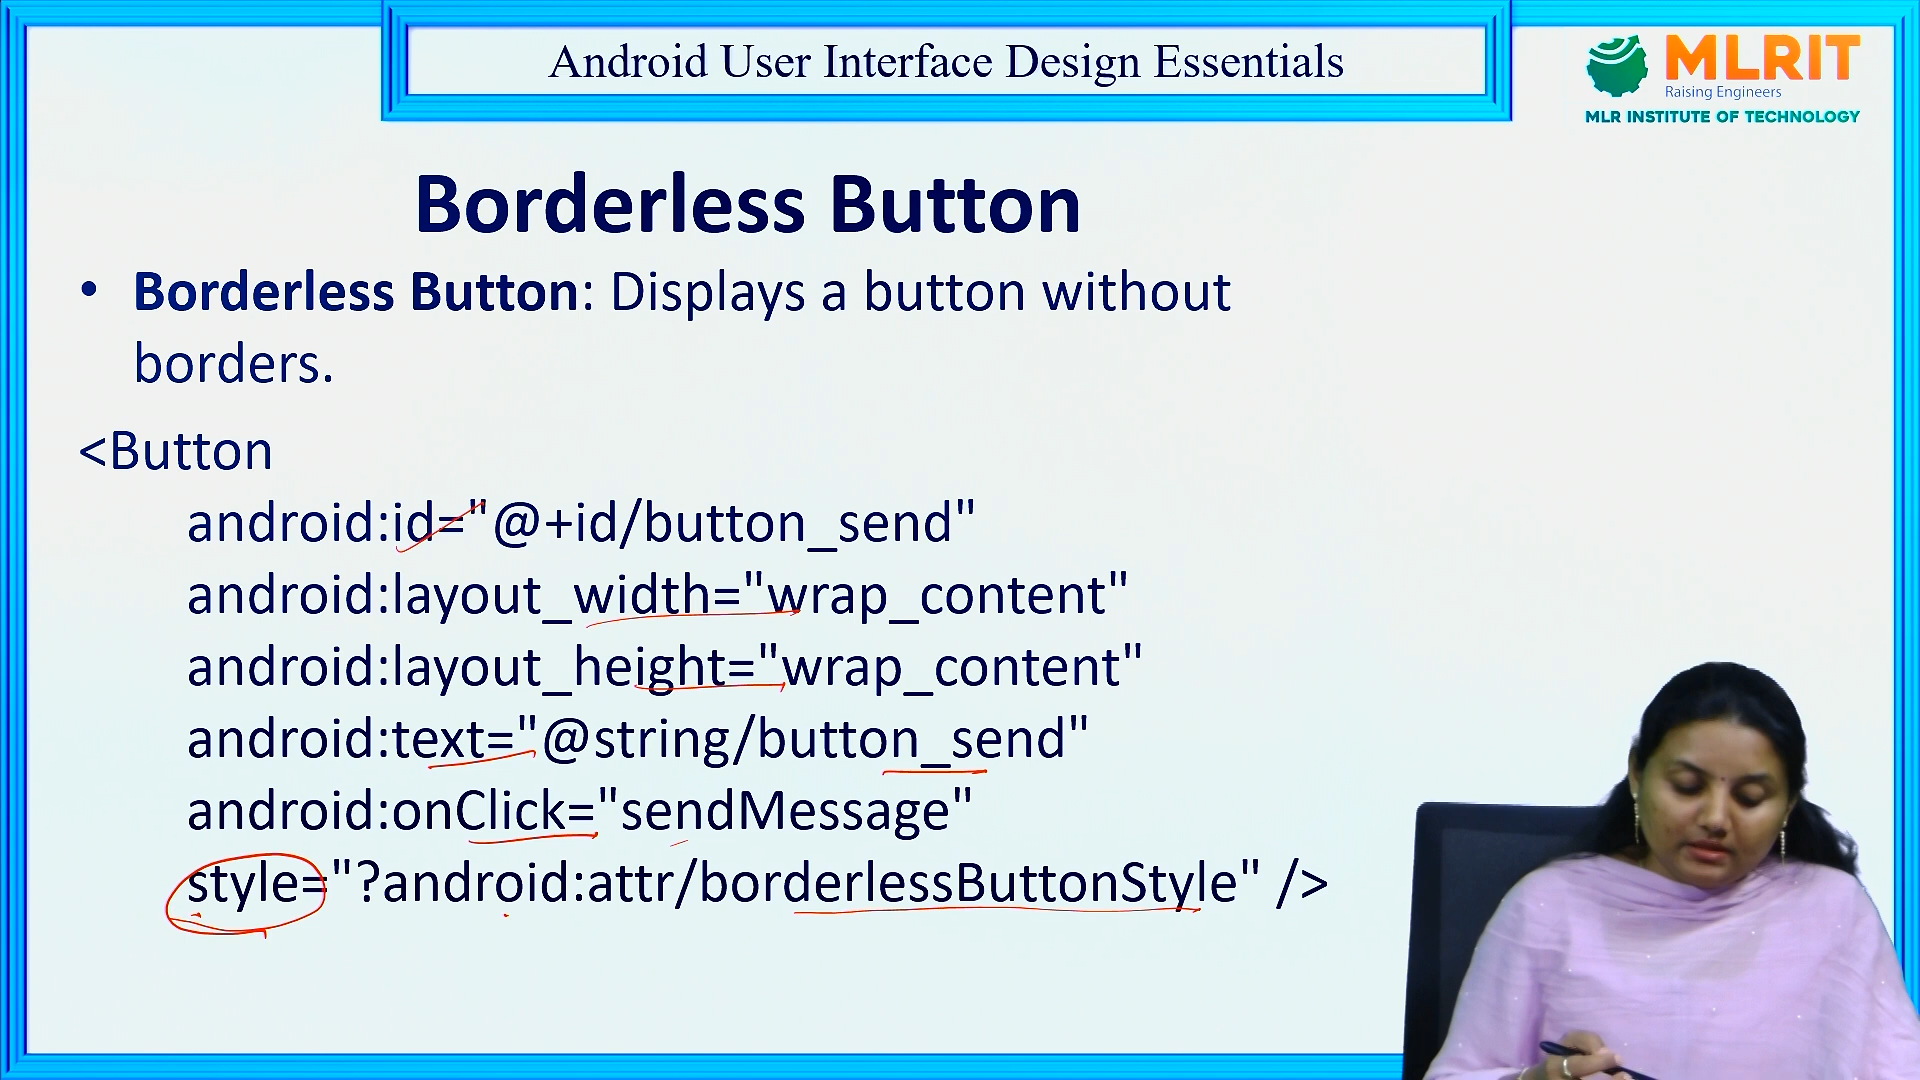 Android User Interface Design Essentials
MLRIT
Raising Engineers
MLR INSTITUTE OF TECHNOLOGY
Borderless Button
• Borderless Button: Displays a button without
borders.
<Button
android:id="@+id/button_send"
android:layout_width="wrap_content"
android:layout_height="wrap_content"
android:text="@string/button_send"
android:onClick="sendMessage"
style="?android:attr/borderlessButtonStyle" />